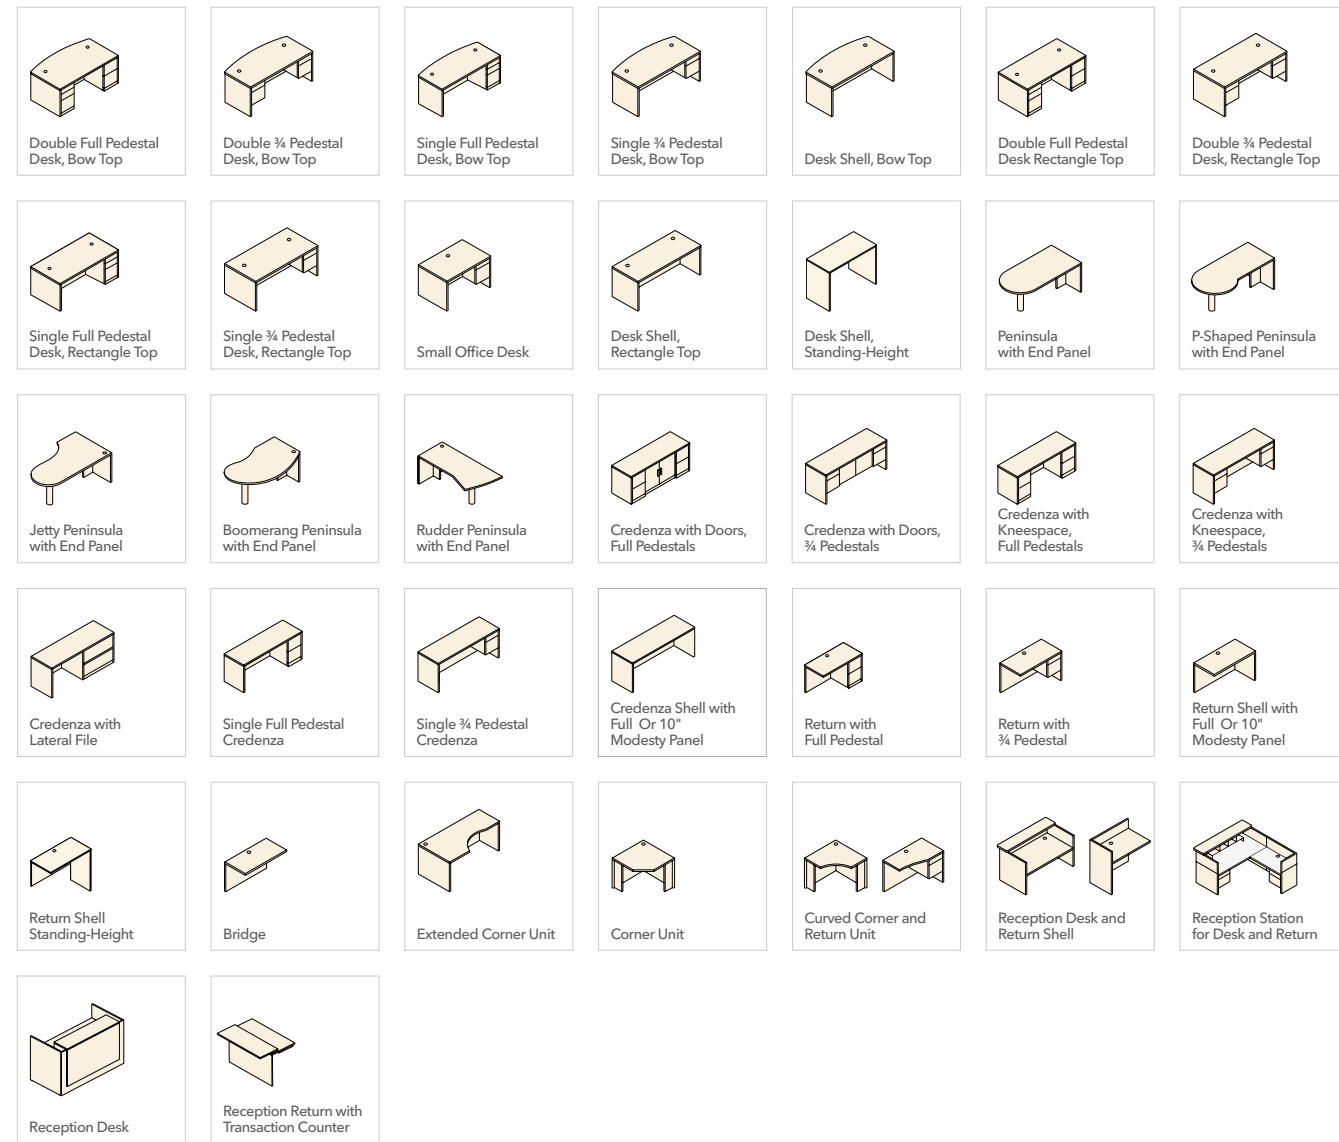 Double Full Pedestal
Desk, Bow Top
Double ¾ Pedestal
Desk, Bow Top
Single Full Pedestal
Desk, Bow Top
Single ¾ Pedestal
Desk, Bow Top
Desk Shell, Bow Top
Double Full Pedestal
Desk Rectangle Top
Double ¾ Pedestal
Desk, Rectangle Top
Single Full Pedestal
Desk, Rectangle Top
Single ¾ Pedestal
Desk, Rectangle Top
Small Office Desk
Desk Shell,
Rectangle Top
Desk Shell,
Standing-Height
Peninsula
with End Panel
P-Shaped Peninsula
with End Panel
Jetty Peninsula
with End Panel
Boomerang Peninsula
with End Panel
Rudder Peninsula
with End Panel
Credenza with Doors,
Full Pedestals
Credenza with Doors,
¾ Pedestals
Credenza with
Kneespace,
Full Pedestals
Credenza with
Kneespace,
¾ Pedestals
Credenza with
Lateral File
Single Full Pedestal
Credenza
Single ¾ Pedestal
Credenza
Credenza Shell with
Full Or 10"
Modesty Panel
Return with
Full Pedestal
Return with
¾ Pedestal
Return Shell with
Full Or 10"
Modesty Panel
Return Shell
Standing-Height
Bridge
Extended Corner Unit
Corner Unit
Curved Corner and
Return Unit
Reception Desk and
Return Shell
Reception Station
for Desk and Return
Reception Desk
Reception Return with
Transaction Counter